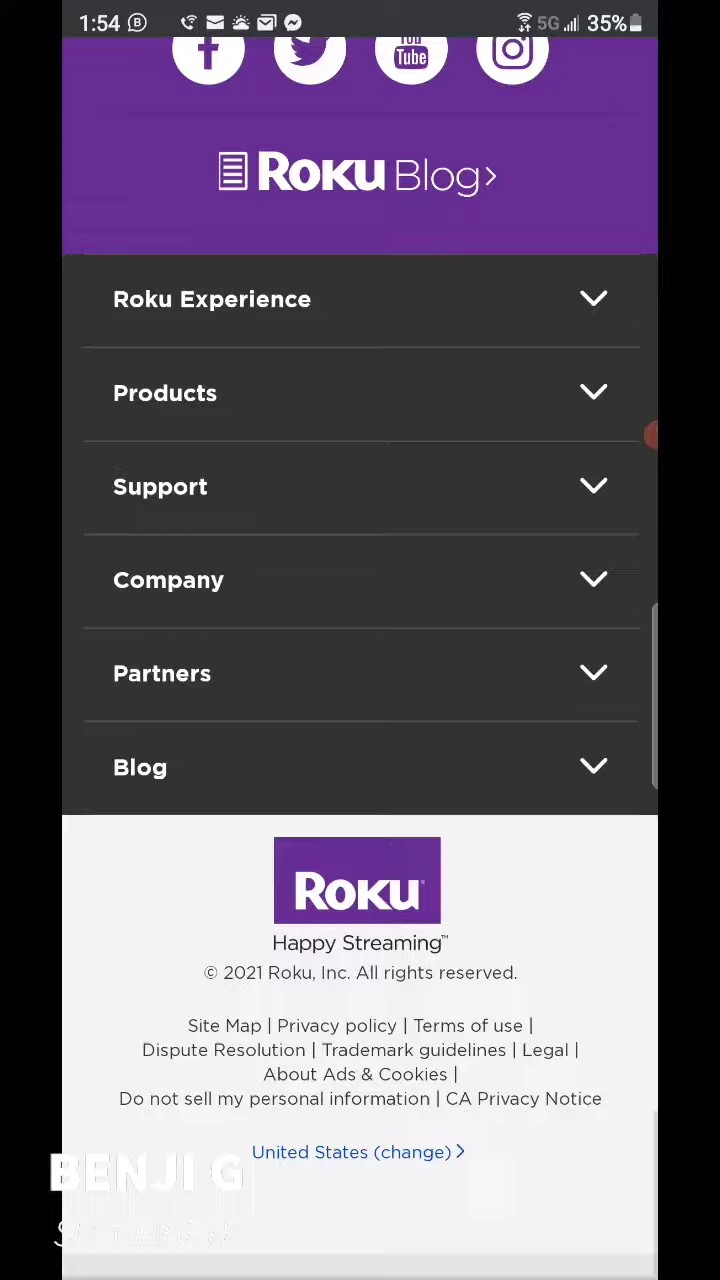 1:54 5G 35%
You
Tube
ROKU Blog
Roku Experience
Products
Support
Company
Partners
Blog
ROKU
Happy Streaming™
© 2021 Roku, Inc. All rights reserved.
Site Map | Privacy policy | Terms of use |
Dispute Resolution | Trademark guidelines | Legal |
About Ads & Cookies |
Do not sell my personal information | CA Privacy Notice
United States (change)
BENJI G